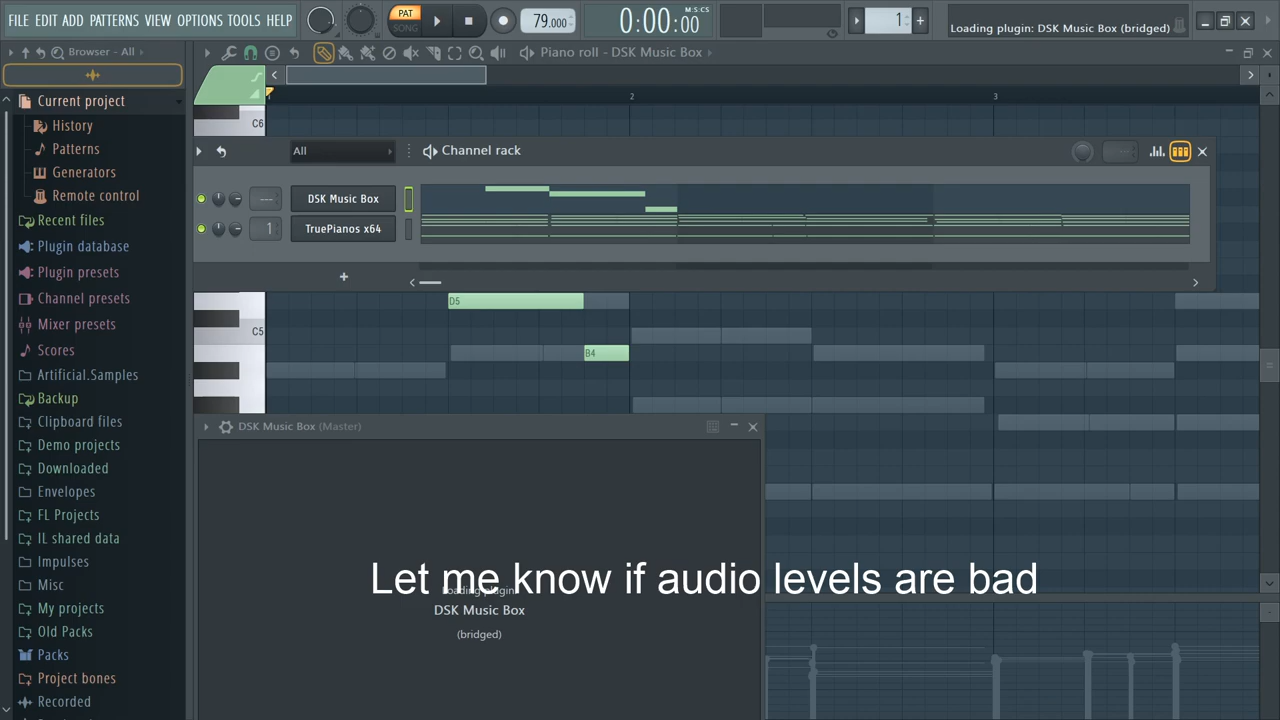 FILE EDIT ADD PATTERNS VIEW OPTIONS TOOLS HELP
PAT
SONG
79.000
M:S:CS
0:00:00
1
Loading plugin: DSK Music Box (bridged)
Browser - All
Piano roll - DSK Music Box
Current project
History
Patterns
Generators
Remote control
Recent files
Plugin database
Plugin presets
Channel presets
Mixer presets
Scores
Artificial.Samples
Backup
Clipboard files
Demo projects
Downloaded
Envelopes
FL Projects
IL shared data
Impulses
Misc
My projects
Old Packs
Packs
Project bones
Recorded
2
3
C6
All
Channel rack
DSK Music Box
1
TruePianos x64
D5
C5
B4
DSK Music Box (Master)
Let me know if audio levels are bad
Loading plugin:
DSK Music Box
(bridged)